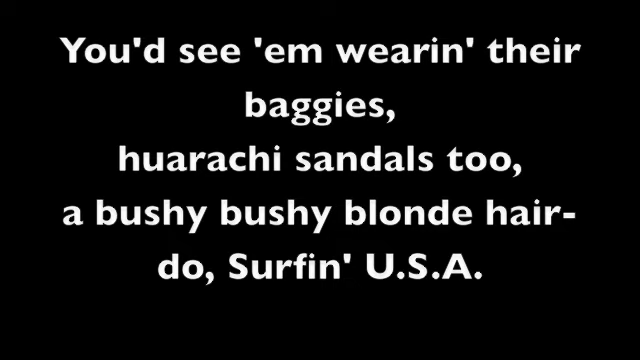 You'd see 'em wearin' their
baggies,
huarachi sandals too,
a bushy bushy blonde hair-
do, Surfin' U.S.A.